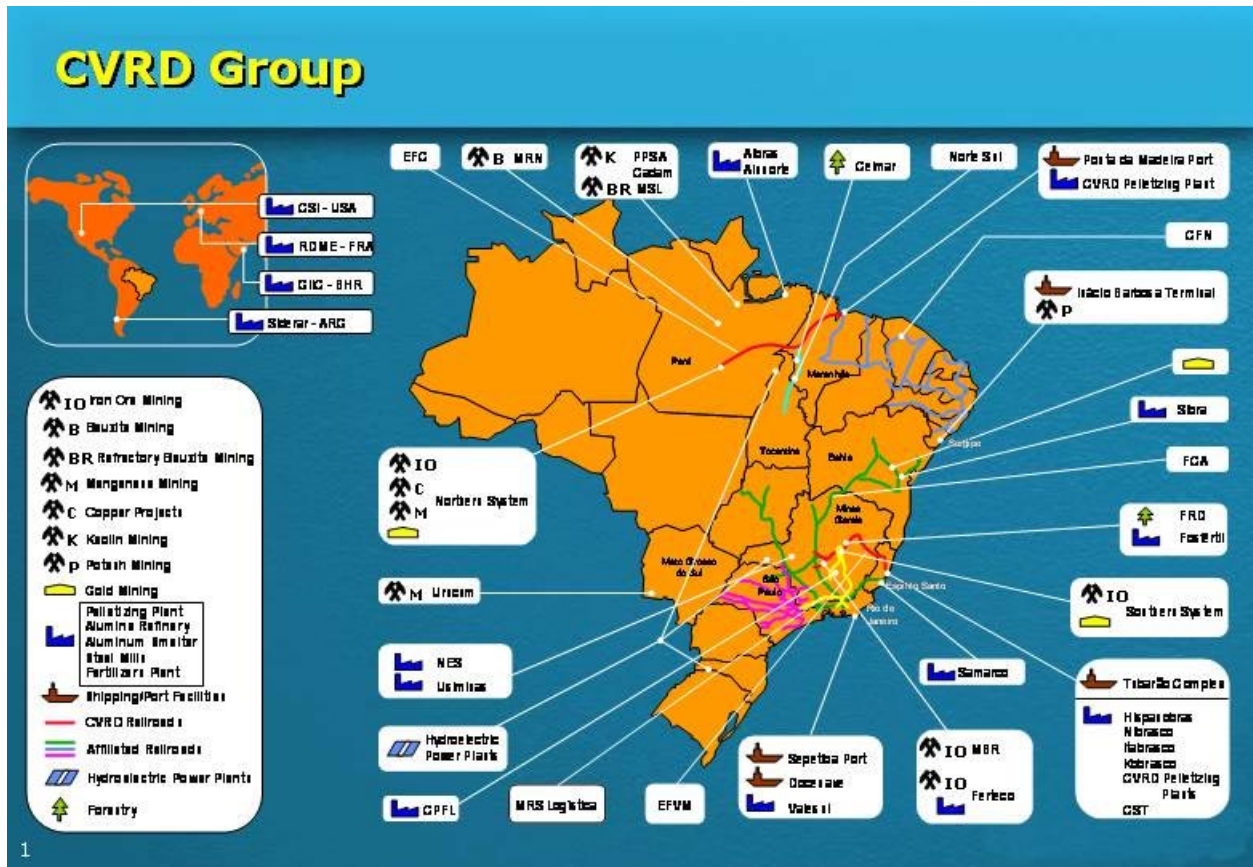 CVRD Group
EFC
B MRN
K PPSA
Cadam
BR MSL
Albras
Alunorte
Celmar
Norte Sul
Ponta da Madeira Port
CVRD Pelletizing Plant
CSI - USA
RDME - FRA
GIIC - BHR
Siderar - ARG
CFN
Inácio Barbosa Terminal
P
Sibra
FCA
Pará
Maranhão
Tocantins
Bahia
Sergipe
Minas
Gerais
Mato Grosso
do Sul
São
Paulo
Espírito Santo
Rio de
Janeiro
IO Iron Ore Mining
B Bauxite Mining
BR Refractory Bauxite Mining
M Manganese Mining
C Copper Projects
K Kaolin Mining
P Potash Mining
Gold Mining
Pelletizing Plant
Alumina Refinery
Aluminum Smelter
Steel Mills
Fertilizers Plant
Shipping/Port Facilities
CVRD Railroads
Affiliated Railroads
Hydroelectric Power Plants
Forestry
IO
C
M
Northern System
M Urucum
NES
Usiminas
Hydroelectric
Power Plants
CPFL
MRS Logística
EFVM
Sepetiba Port
Docenave
Valesul
IO MBR
IO
Ferteco
Samarco
FRD
Fosfertil
IO
Southern System
Tubarão Complex
Hispanobras
Nibrasco
Itabrasco
Kobrasco
CVRD Pelletizing
Plants
CST
1